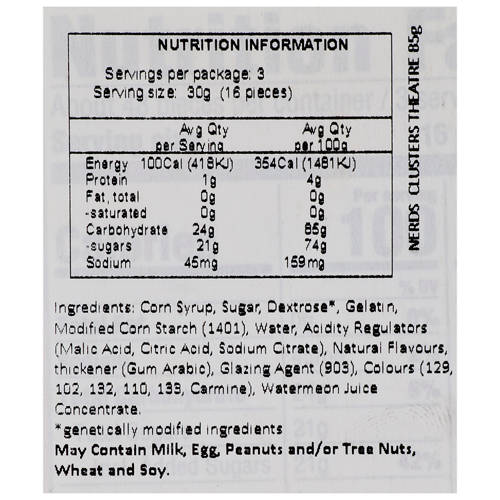 NUTRITION INFORMATION
Servings per package: 3
Serving size: 30g (16 pieces)
Avg Qty Avg Qty
per Serving per 100g
Energy 100Cal (418KJ) 354Cal (1481KJ)
Protein 1g 4g
Fat, total 0g 0g
-saturated 0g 0g
Carbohydrate 24g 85g
-sugars 21g 74g
Sodium 45mg 159mg
NERDS CLUSTERS THEATRE 85g
Ingredients: Corn Syrup, Sugar, Dextrose*, Gelatin,
Modified Corn Starch (1401), Water, Acidity Regulators
(Malic Acid, Citric Acid, Sodium Citrate), Natural Flavours,
thickener (Gum Arabic), Glazing Agent (903), Colours (129,
102, 132, 110, 133, Carmine), Watermeon Juice
Concentrate.
*genetically modified ingredients
May Contain Milk, Egg, Peanuts and/or Tree Nuts,
Wheat and Soy.